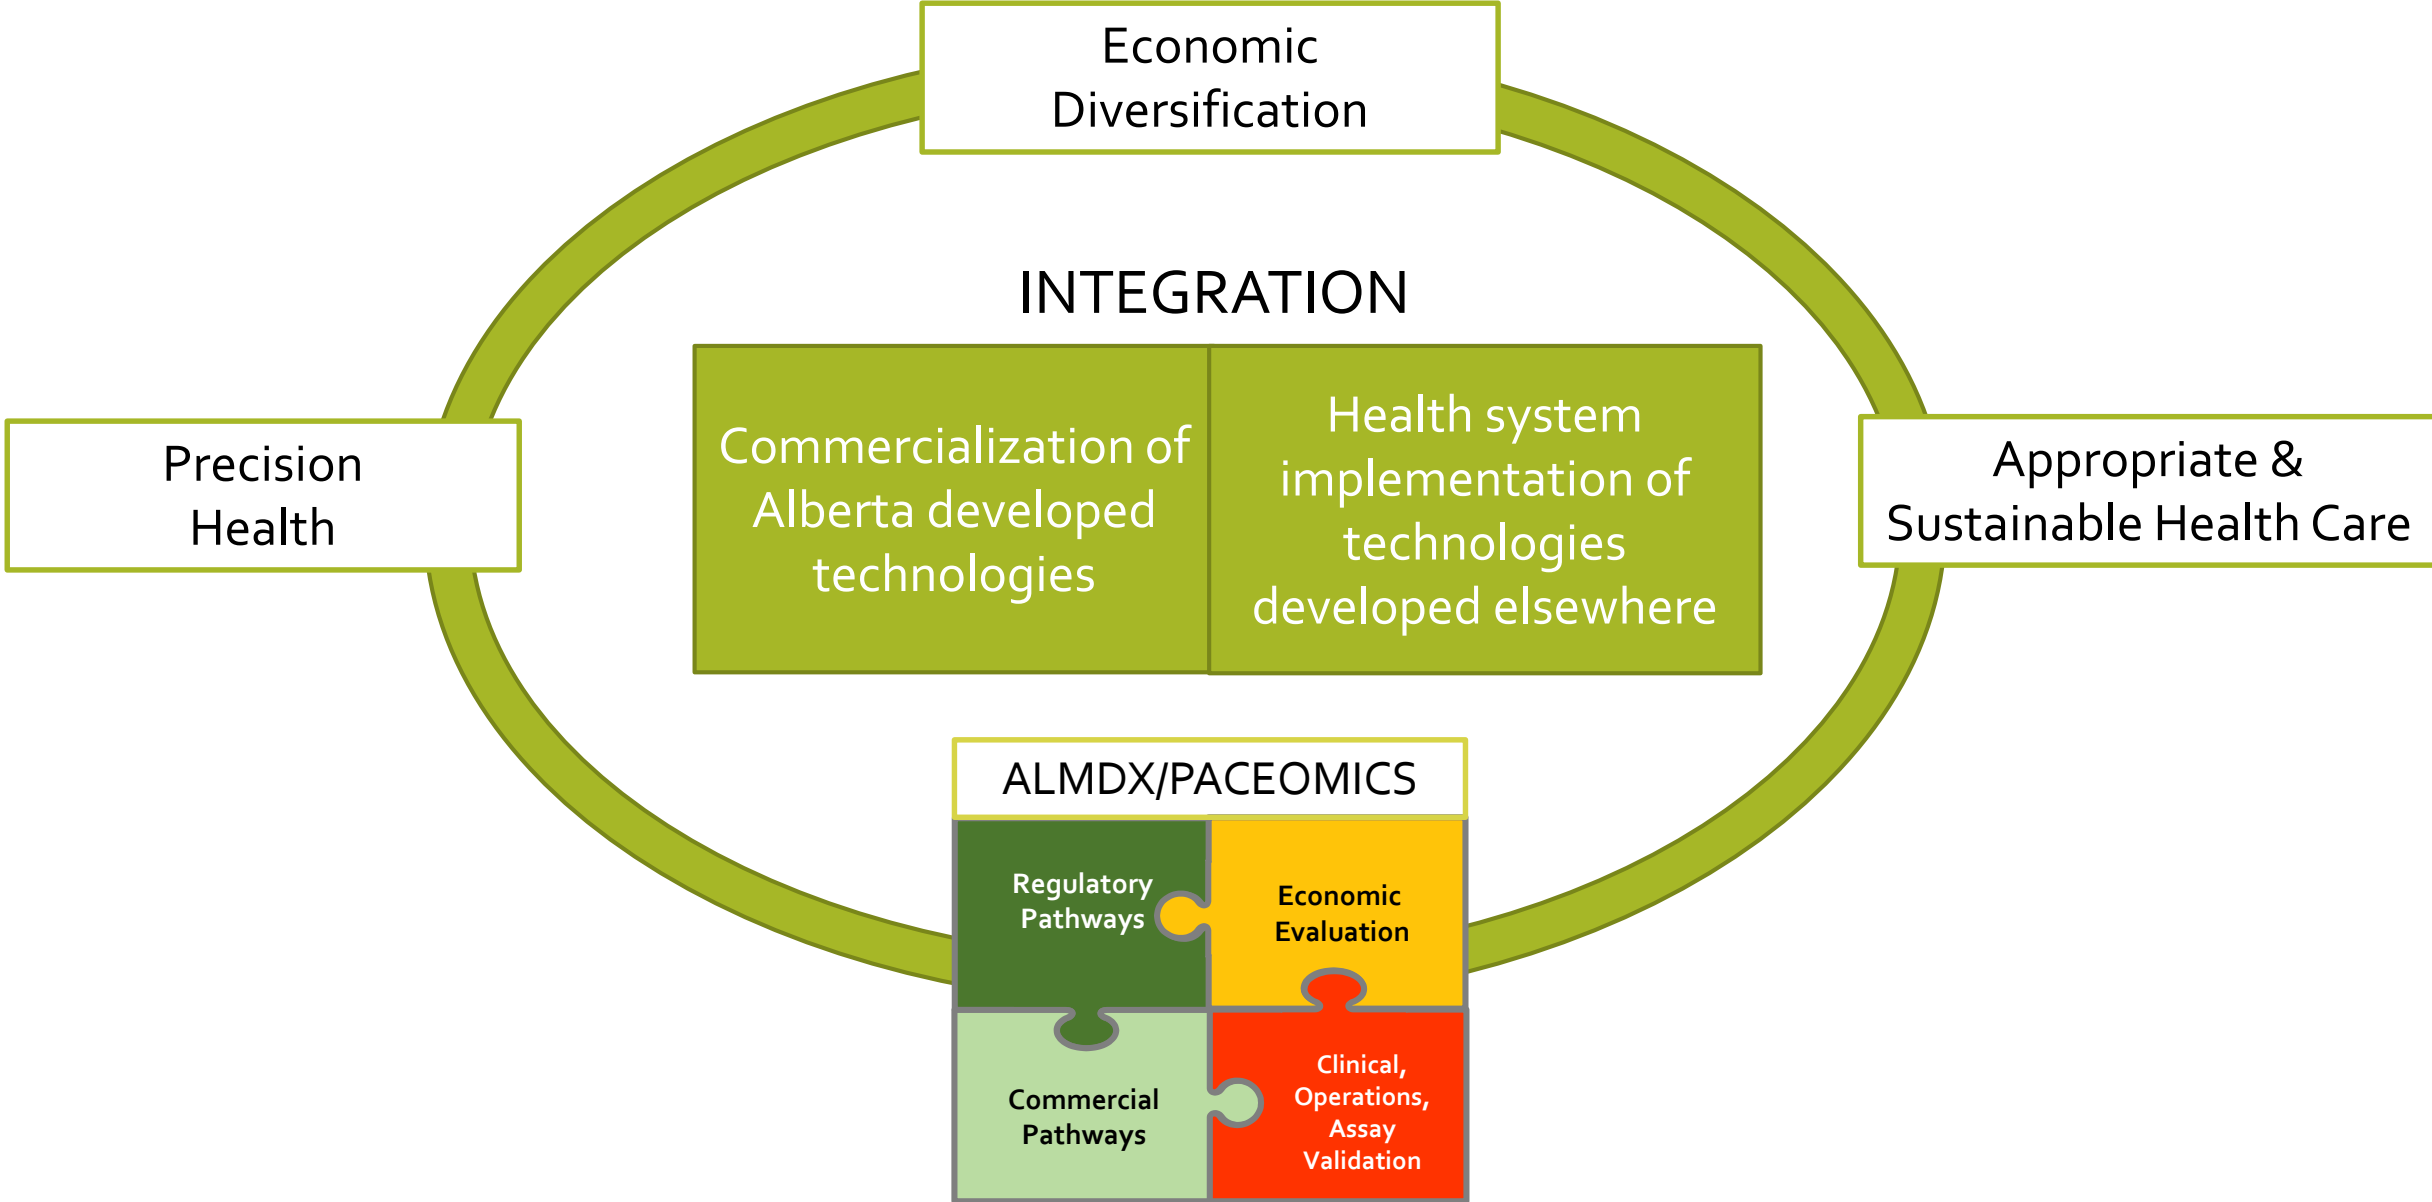 Economic
Diversification
INTEGRATION
Precision
Health
Commercialization of
Alberta developed
technologies
Health system
implementation of
technologies
developed elsewhere
Appropriate &
Sustainable Health Care
ALMDX/PACEOMICS
Regulatory
Pathways
Economic
Evaluation
Commercial
Pathways
Clinical,
Operations,
Assay
Validation